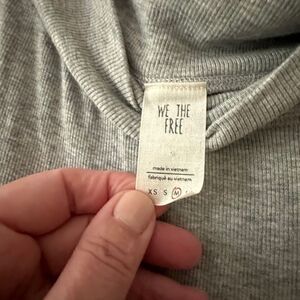 WE THE
FREE
made in vietnam
fabriqué au vietnam
XS S M